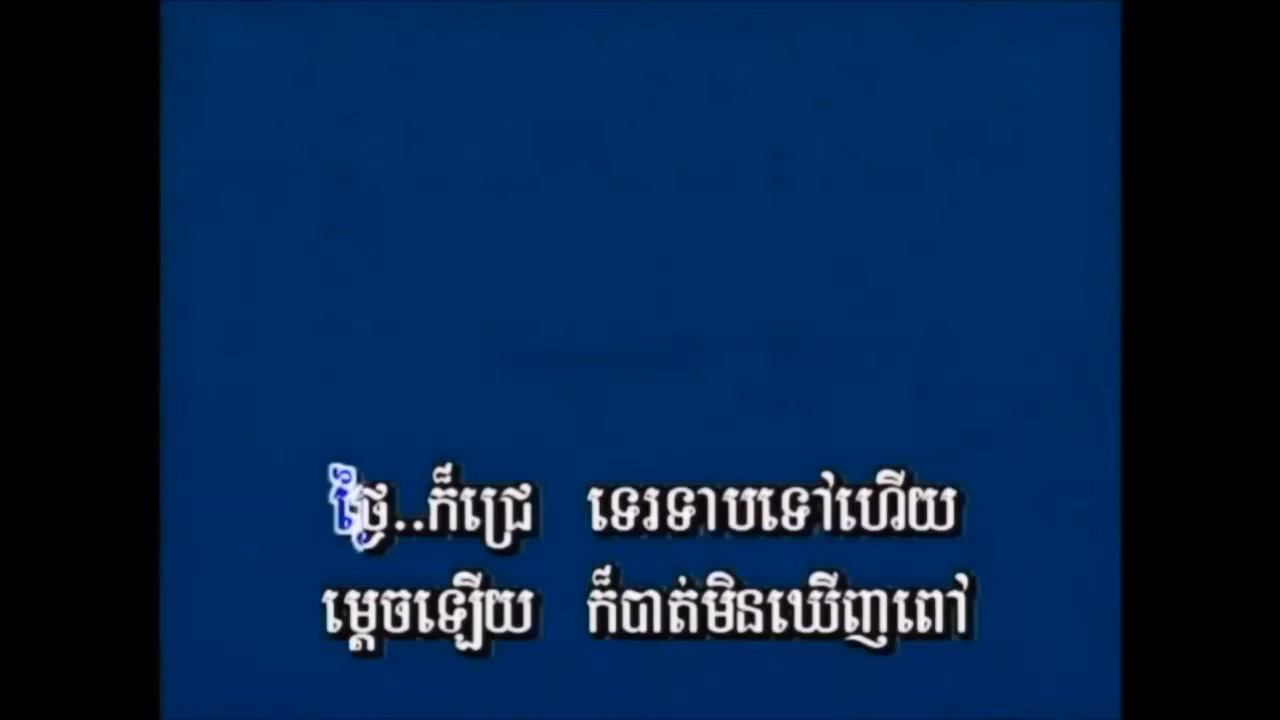 ថ្ងៃ..ក៏ជ្រេ ទេរទាបទៅហើយ
ម្ដេចឡើយ ក៏បាត់មិនឃើញពៅ